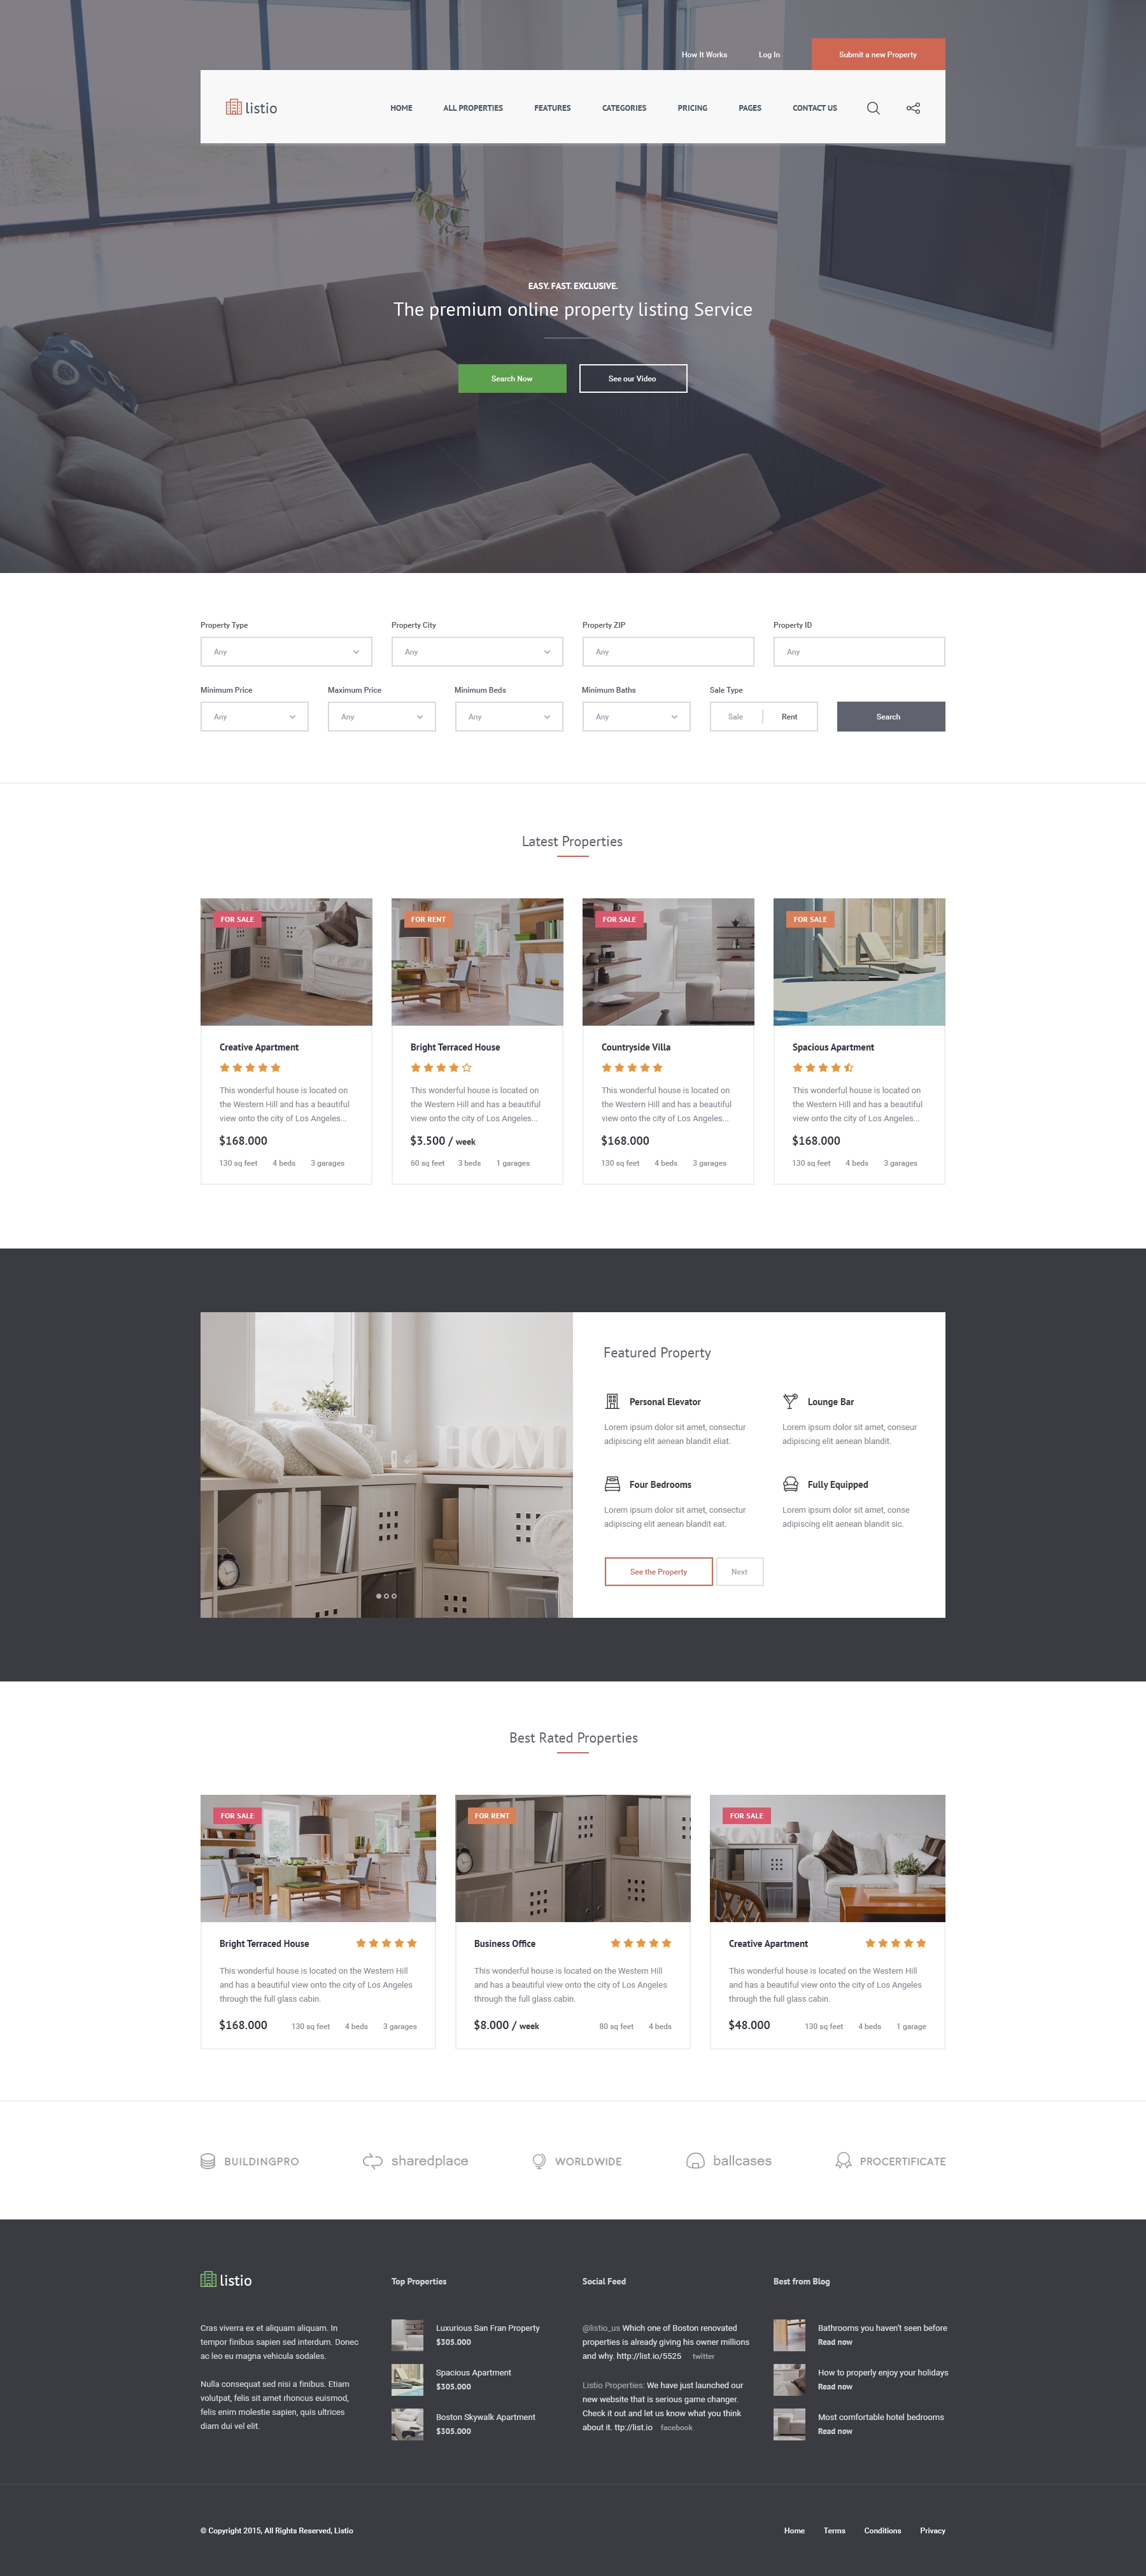 How It Works Log In Submit a new Property
listio HOME ALL PROPERTIES FEATURES CATEGORIES PRICING PAGES CONTACT US
EASY. FAST. EXCLUSIVE.
The premium online property listing Service
Search Now See our Video
Property Type Property City Property ZIP Property ID
Any Any Any Any
Minimum Price Maximum Price Minimum Beds Minimum Baths Sale Type
Any Any Any Any Sale Rent Search
Latest Properties
FOR SALE
Creative Apartment
This wonderful house is located on
the Western Hill and has a beautiful
view onto the city of Los Angeles...
$168.000
130 sq feet 4 beds 3 garages
FOR RENT
Bright Terraced House
This wonderful house is located on
the Western Hill and has a beautiful
view onto the city of Los Angeles...
$3.500 / week
60 sq feet 3 beds 1 garages
FOR SALE
Countryside Villa
This wonderful house is located on
the Western Hill and has a beautiful
view onto the city of Los Angeles...
$168.000
130 sq feet 4 beds 3 garages
FOR SALE
Spacious Apartment
This wonderful house is located on
the Western Hill and has a beautiful
view onto the city of Los Angeles...
$168.000
130 sq feet 4 beds 3 garages
HOM
Featured Property
Personal Elevator
Lorem ipsum dolor sit amet, consectur
adipiscing elit aenean blandit eliat.
Lounge Bar
Lorem ipsum dolor sit amet, conseur
adipiscing elit aenean blandit.
Four Bedrooms
Lorem ipsum dolor sit amet, consectur
adipiscing elit aenean blandit eat.
Fully Equipped
Lorem ipsum dolor sit amet, conse
adipiscing elit aenean blandit sic.
See the Property Next
Best Rated Properties
FOR SALE
Bright Terraced House
This wonderful house is located on the Western Hill
and has a beautiful view onto the city of Los Angeles
through the full glass cabin.
$168.000 130 sq feet 4 beds 3 garages
FOR RENT
Business Office
This wonderful house is located on the Western Hill
and has a beautiful view onto the city of Los Angeles
through the full glass cabin.
$8.000 / week 80 sq feet 4 beds
FOR SALE
Creative Apartment
This wonderful house is located on the Western Hill
and has a beautiful view onto the city of Los Angeles
through the full glass cabin.
$48.000 130 sq feet 4 beds 1 garage
BUILDINGPRO sharedplace WORLDWIDE ballcases PROCERTIFICATE
listio
Cras viverra ex et aliquam aliquam. In
tempor finibus sapien sed interdum. Donec
ac leo eu magna vehicula sodales.
Nulla consequat sed nisi a finibus. Etiam
volutpat, felis sit amet rhoncus euismod,
felis enim molestie sapien, quis ultrices
diam dui vel elit.
Top Properties
Luxurious San Fran Property
$305.000
Spacious Apartment
$305.000
Boston Skywalk Apartment
$305.000
Social Feed
@listio_us Which one of Boston renovated
properties is already giving his owner millions
and why. http://list.io/5525 twitter
Listio Properties: We have just launched our
new website that is serious game changer.
Check it out and let us know what you think
about it. ttp://list.io facebook
Best from Blog
Bathrooms you haven't seen before
Read now
How to properly enjoy your holidays
Read now
Most comfortable hotel bedrooms
Read now
© Copyright 2015, All Rights Reserved, Listio Home Terms Conditions Privacy